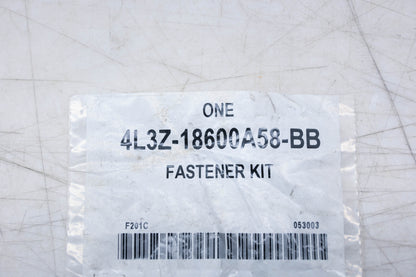 ONE
4L3Z-18600A58-BB
FASTENER KIT
F201C 053003